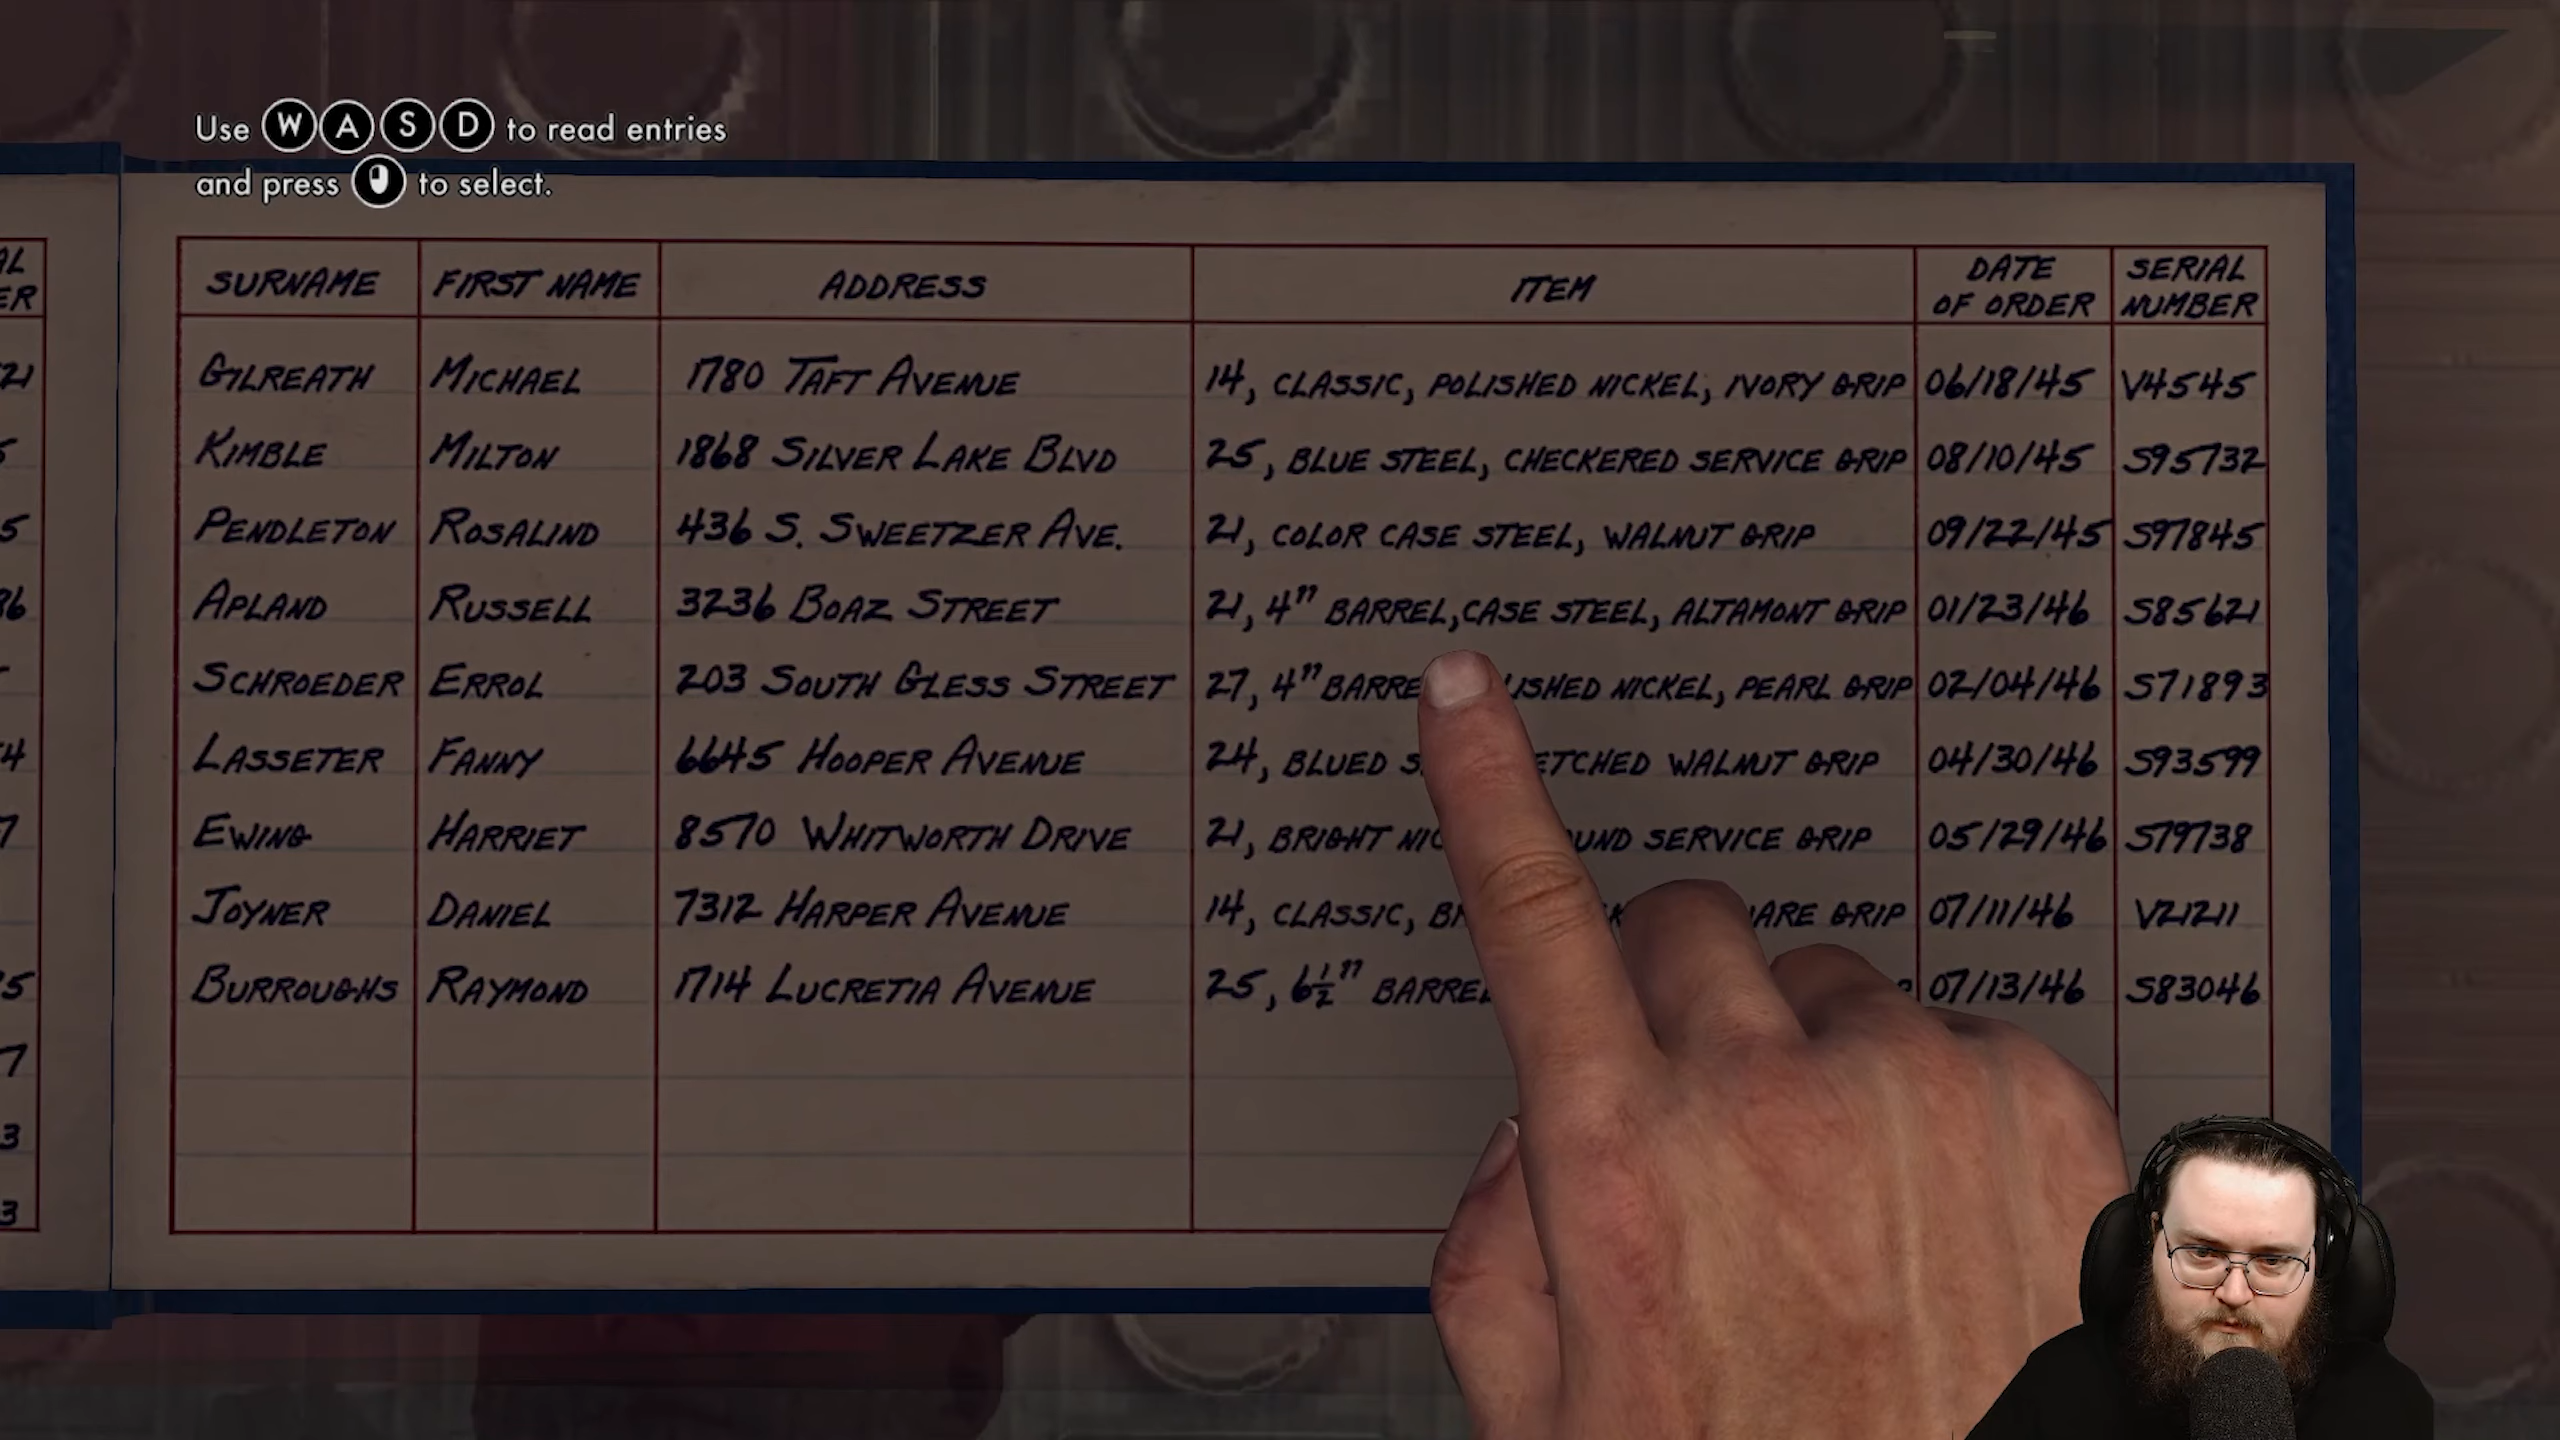 Use W A S D to read entries
and press to select.
SURNAME FIRST NAME ADDRESS ITEM DATE OF ORDER SERIAL NUMBER
GILREATH MICHAEL 1780 TAFT AVENUE 14, CLASSIC, POLISHED NICKEL, IVORY GRIP 06/18/45 V4545
KIMBLE MILTON 1868 SILVER LAKE BLVD 25, BLUE STEEL, CHECKERED SERVICE GRIP 08/10/45 S95732
PENDLETON ROSALIND 436 S. SWEETZER AVE. 21, COLOR CASE STEEL, WALNUT GRIP 09/22/45 S97845
APLAND RUSSELL 3236 BOAZ STREET 21, 4" BARREL, CASE STEEL, ALTAMONT GRIP 01/23/46 S85621
SCHROEDER ERROL 203 SOUTH GLESS STREET 27, 4" BARRE ISHED NICKEL, PEARL GRIP 02/04/46 S71893
LASSETER FANNY 6645 HOOPER AVENUE 24, BLUED S ETCHED WALNUT GRIP 04/30/46 S93599
EWING HARRIET 8570 WHITWORTH DRIVE 21, BRIGHT NIC UND SERVICE GRIP 05/29/46 S79738
JOYNER DANIEL 7312 HARPER AVENUE 14, CLASSIC, B ARE GRIP 07/11/46 V21211
BURROUGHS RAYMOND 1714 LUCRETIA AVENUE 25, 6½" BARREL 07/13/46 S83046